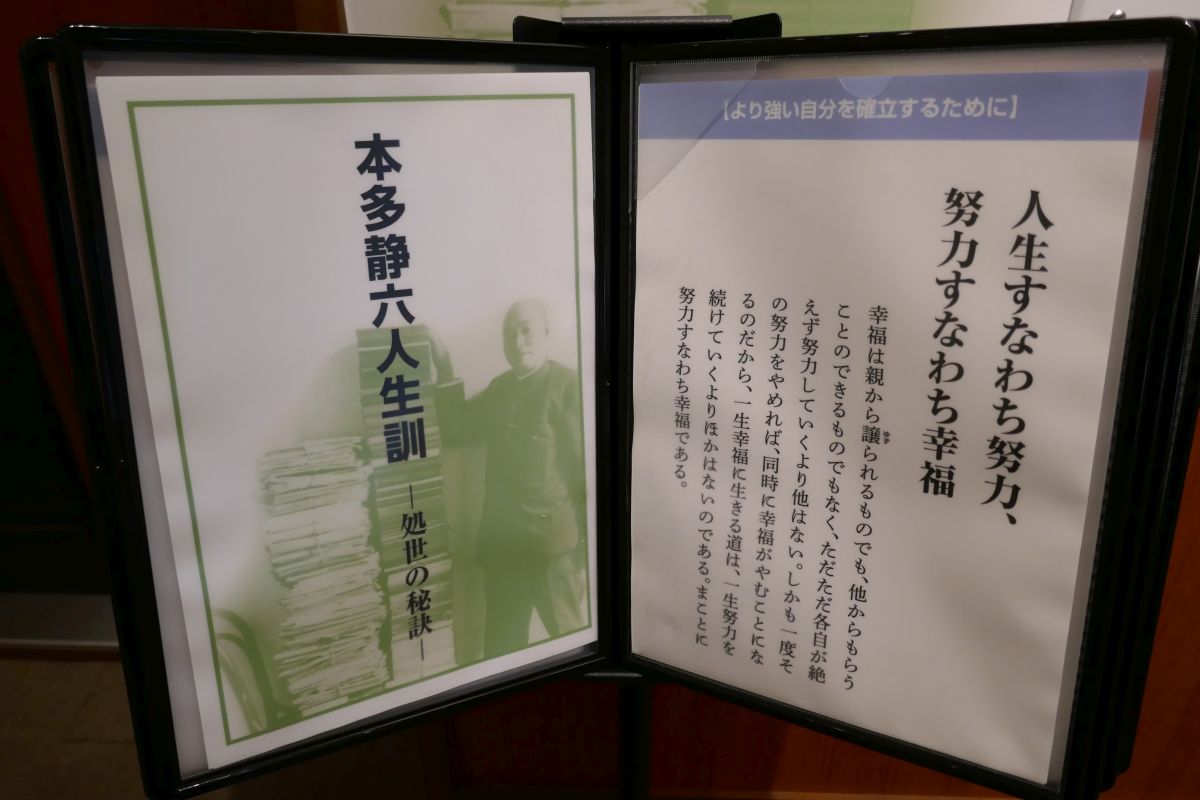 本多静六人生訓
―処世の秘訣―
【より強い自分を確立するために】
人生すなわち努力、
努力すなわち幸福
幸福は親から譲られるものでも、他からもらう
ゆず
ことのできるものでもなく、ただただ各自が絶
えず努力していくより他はない。しかも一度そ
の努力をやめれば、同時に幸福がやむことにな
るのだから、一生幸福に生きる道は、一生努力を
続けていくよりほかはないのである。まことに
努力すなわち幸福である。